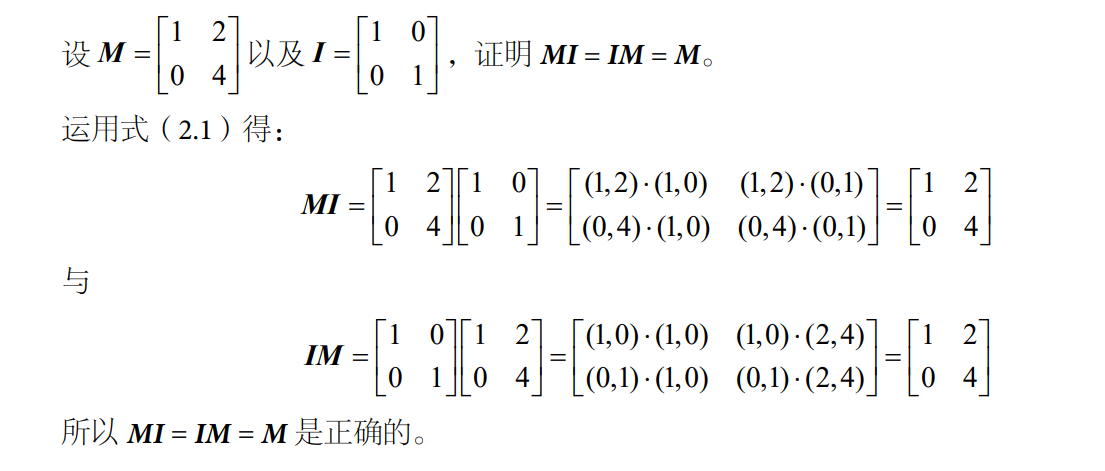 设 M = [1 2; 0 4] 以及 I = [1 0; 0 1]，证明 MI = IM = M。
运用式（2.1）得：
MI = [1 2; 0 4][1 0; 0 1] = [(1,2)·(1,0) (1,2)·(0,1); (0,4)·(1,0) (0,4)·(0,1)] = [1 2; 0 4]
与
IM = [1 0; 0 1][1 2; 0 4] = [(1,0)·(1,0) (1,0)·(2,4); (0,1)·(1,0) (0,1)·(2,4)] = [1 2; 0 4]
所以 MI = IM = M 是正确的。